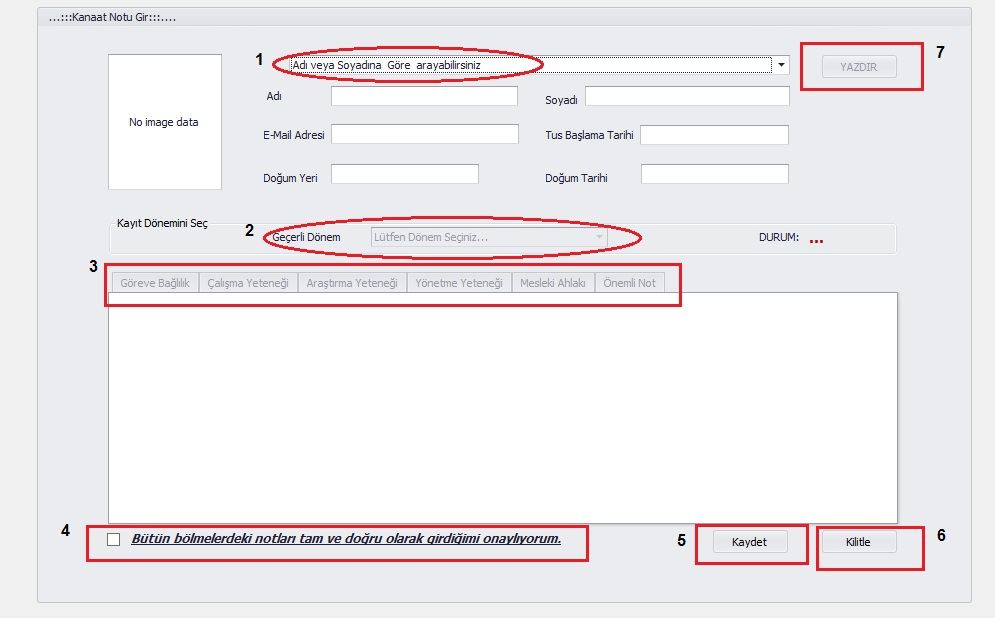 ...:::Kanaat Notu Gir:::....
1 Adı veya Soyadına Göre arayabilirsiniz
YAZDIR 7
No image data
Adı
Soyadı
E-Mail Adresi
Tus Başlama Tarihi
Doğum Yeri
Doğum Tarihi
Kayıt Dönemini Seç
2 Geçerli Dönem Lütfen Dönem Seçiniz...
DURUM: ...
3
Göreve Bağlılık Çalışma Yeteneği Araştırma Yeteneği Yönetme Yeteneği Mesleki Ahlakı Önemli Not
4 Bütün bölmelerdeki notları tam ve doğru olarak girdiğimi onaylıyorum.
5 Kaydet
Kilitle 6